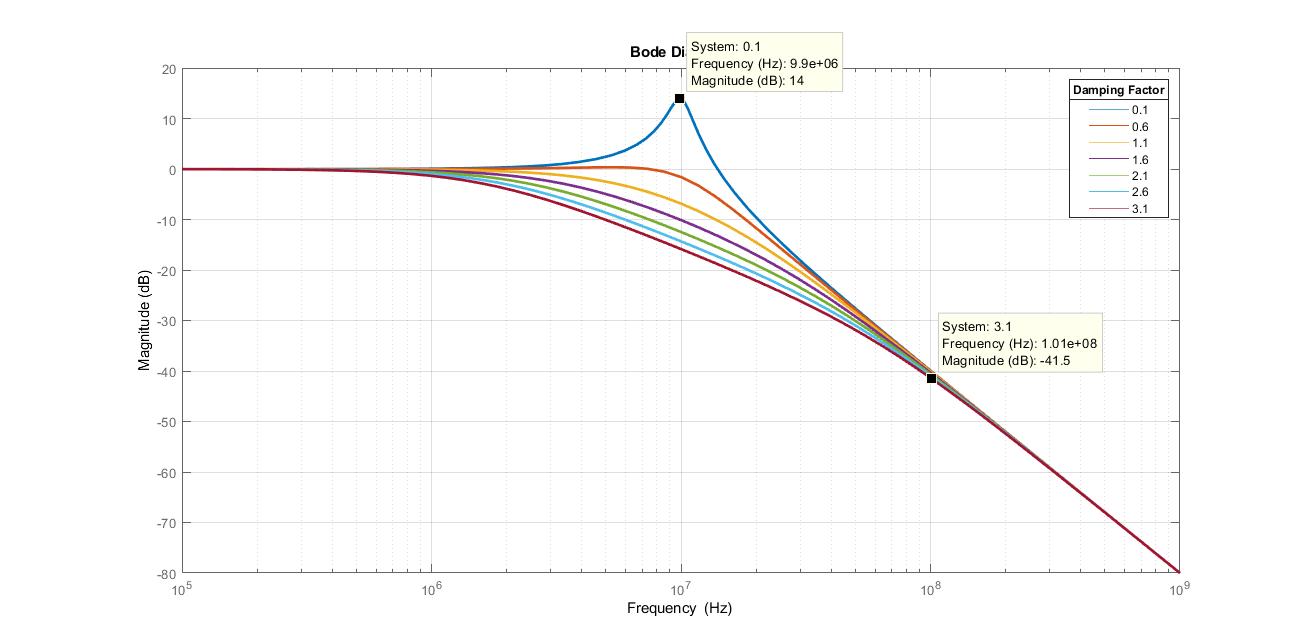 Bode Di
System: 0.1
Frequency (Hz): 9.9e+06
Magnitude (dB): 14
Damping Factor
0.1
0.6
1.1
1.6
2.1
2.6
3.1
System: 3.1
Frequency (Hz): 1.01e+08
Magnitude (dB): -41.5
Magnitude (dB)
20
10
0
-10
-20
-30
-40
-50
-60
-70
-80
10^5
10^6
10^7
10^8
10^9
Frequency (Hz)